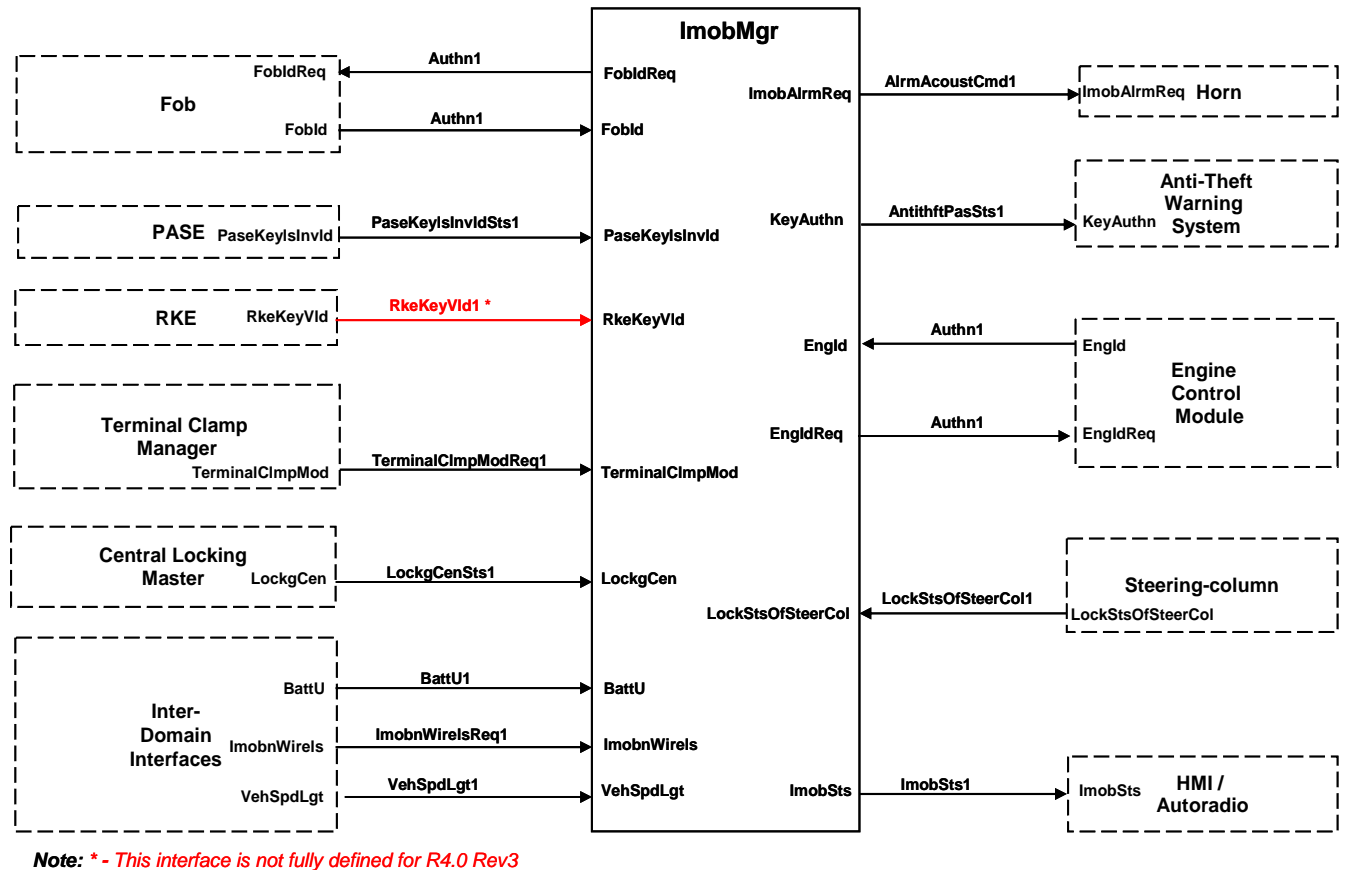 ImobMgr
FobIdReq
Authn1
FobIdReq
Fob
FobId
Authn1
FobId
PASE
PaseKeyIsInvld
PaseKeyIsInvldSts1
PaseKeyIsInvld
RKE
RkeKeyVld
RkeKeyVld1 *
RkeKeyVld
Terminal Clamp
Manager
TerminalClmpMod
TerminalClmpModReq1
TerminalClmpMod
Central Locking
Master
LockgCen
LockgCenSts1
LockgCen
Inter-
Domain
Interfaces
BattU
BattU1
BattU
ImobnWirels
ImobnWirelsReq1
ImobnWirels
VehSpdLgt
VehSpdLgt1
VehSpdLgt
ImobAlrmReq
AlrmAcoustCmd1
ImobAlrmReq
Horn
KeyAuthn
AntithftPasSts1
KeyAuthn
Anti-Theft
Warning
System
EngId
Authn1
EngId
Engine
Control
Module
EngIdReq
Authn1
EngIdReq
Steering-column
LockStsOfSteerCol
LockStsOfSteerCol1
LockStsOfSteerCol
ImobSts
ImobSts1
ImobSts
HMI /
Autoradio
Note: * - This interface is not fully defined for R4.0 Rev3